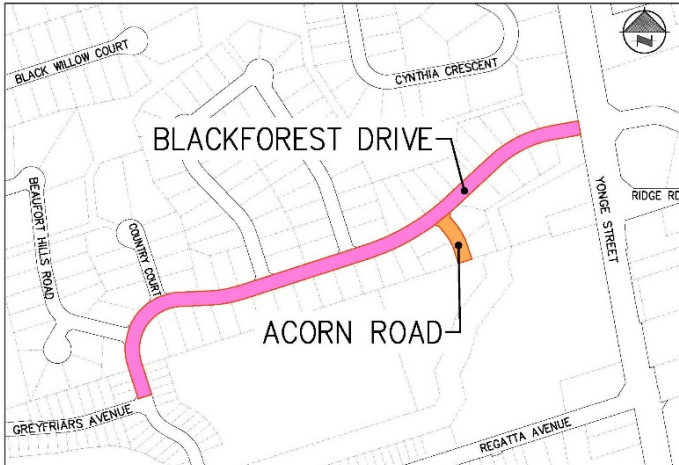 BLACK WILLOW COURT
CYNTHIA CRESCENT
N
BLACKFOREST DRIVE
BEAUFORT HILLS ROAD
COUNTRY COURT
YONGE STREET
RIDGE RD
ACORN ROAD
GREYFRIARS AVENUE
REGATTA AVENUE